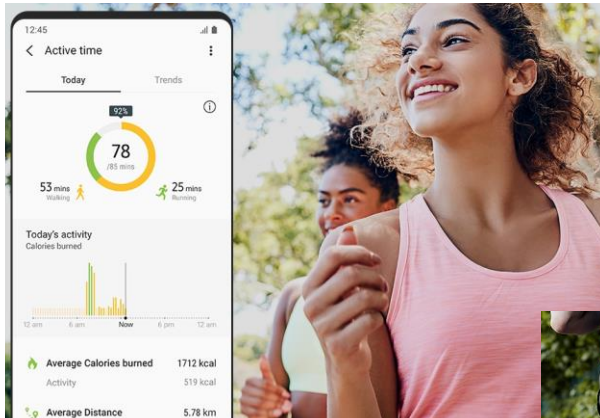 12:45
Active time
Today
Trends
92%
78
/85 mins
53 mins
Walking
25 mins
Running
Today's activity
Calories burned
12 am
6 am
Now
6 pm
12 am
Average Calories burned 1712 kcal
Activity 519 kcal
Average Distance 5.78 km